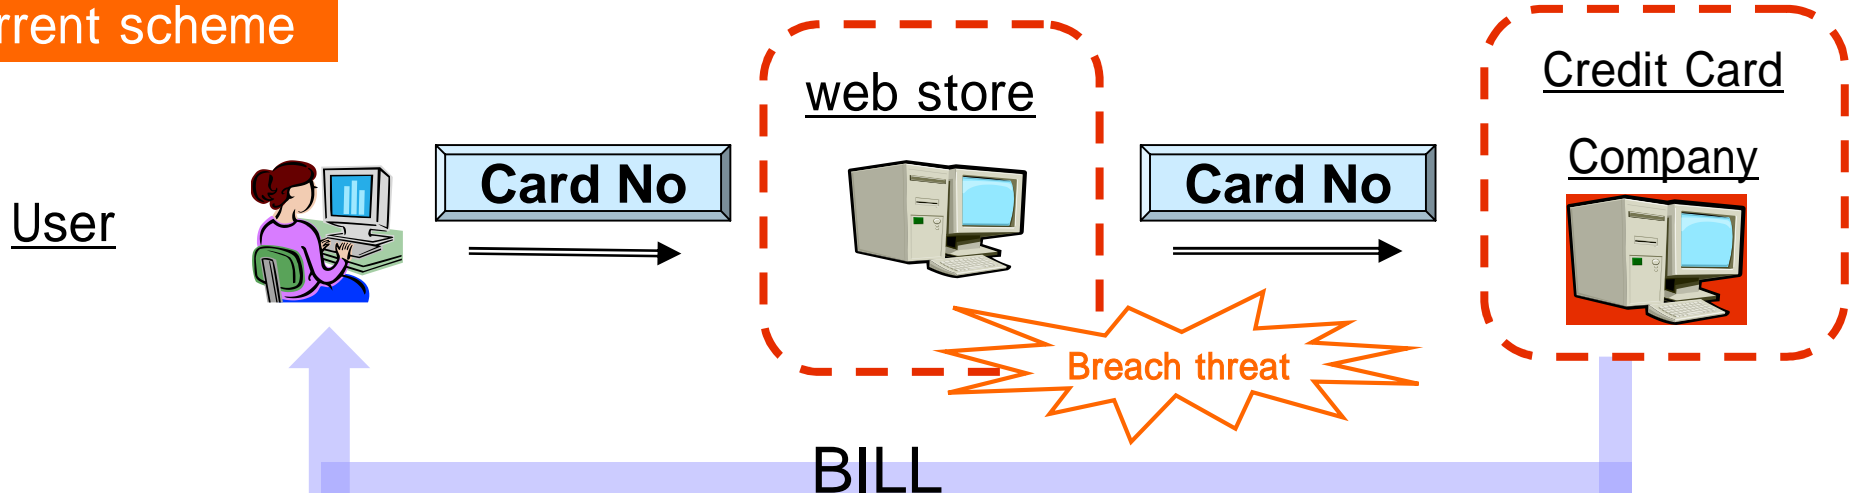 rrent scheme
web store
Credit Card
Company
Card No
Card No
User
Breach threat
BILL